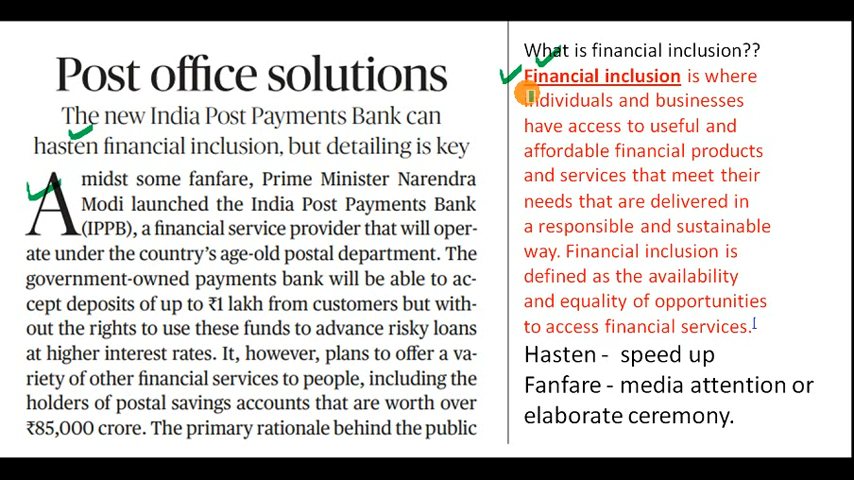 Post office solutions
The new India Post Payments Bank can
hasten financial inclusion, but detailing is key
Amidst some fanfare, Prime Minister Narendra
Modi launched the India Post Payments Bank
(IPPB), a financial service provider that will oper-
ate under the country's age-old postal department. The
government-owned payments bank will be able to ac-
cept deposits of up to ₹1 lakh from customers but with-
out the rights to use these funds to advance risky loans
at higher interest rates. It, however, plans to offer a va-
riety of other financial services to people, including the
holders of postal savings accounts that are worth over
₹85,000 crore. The primary rationale behind the public
What is financial inclusion??
Financial inclusion is where
individuals and businesses
have access to useful and
affordable financial products
and services that meet their
needs that are delivered in
a responsible and sustainable
way. Financial inclusion is
defined as the availability
and equality of opportunities
to access financial services.
Hasten - speed up
Fanfare - media attention or
elaborate ceremony.